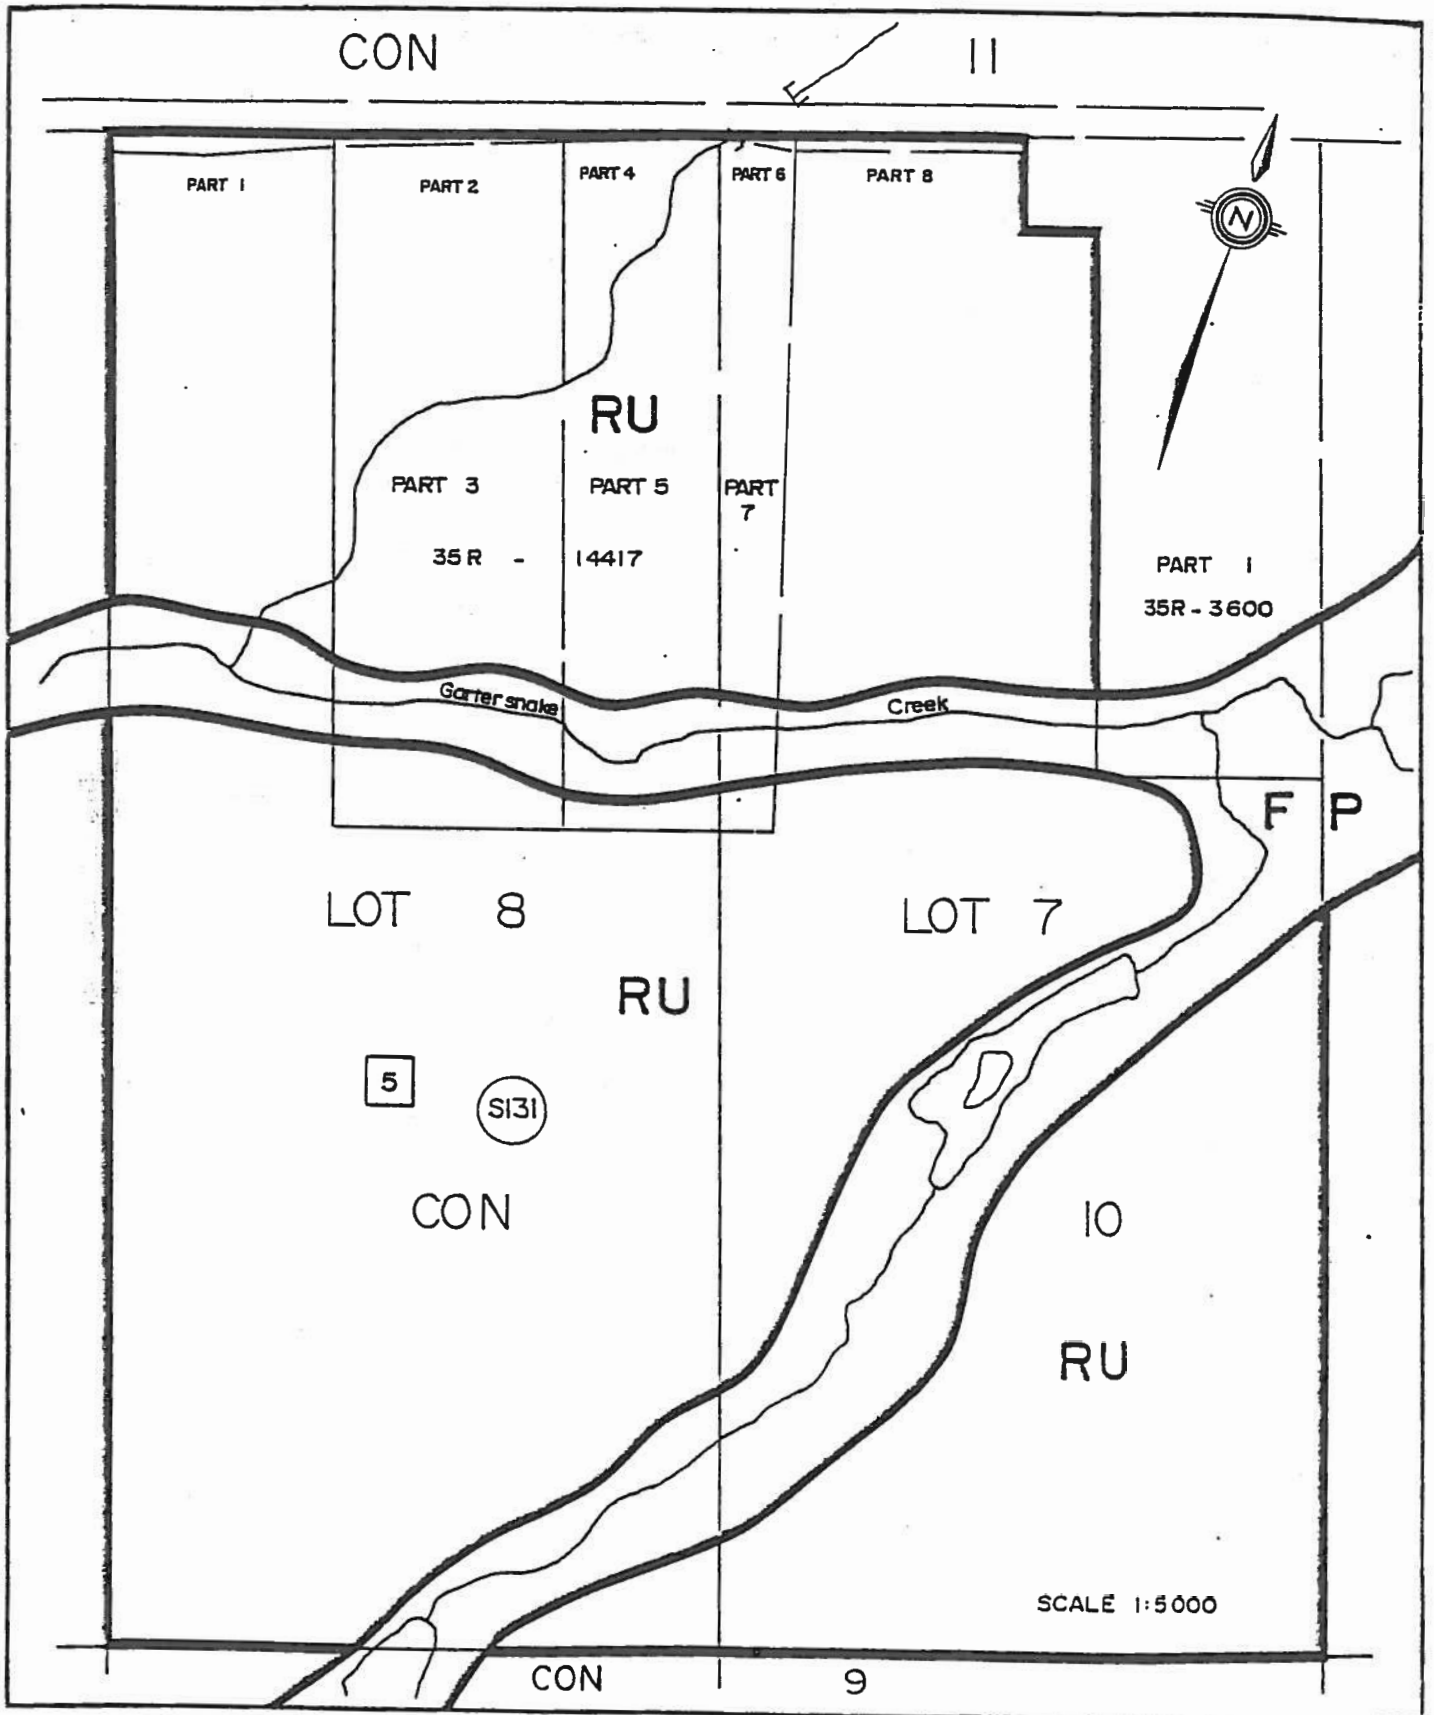 CON 11
PART 1 PART 2 PART 4 PART 6 PART 8
N
RU
PART 3 PART 5 PART
7
35R - 14417
PART 1
35R - 3600
Garter snake Creek
F P
LOT 8 LOT 7
RU
5 S131
CON 10
RU
SCALE 1:5000
CON 9